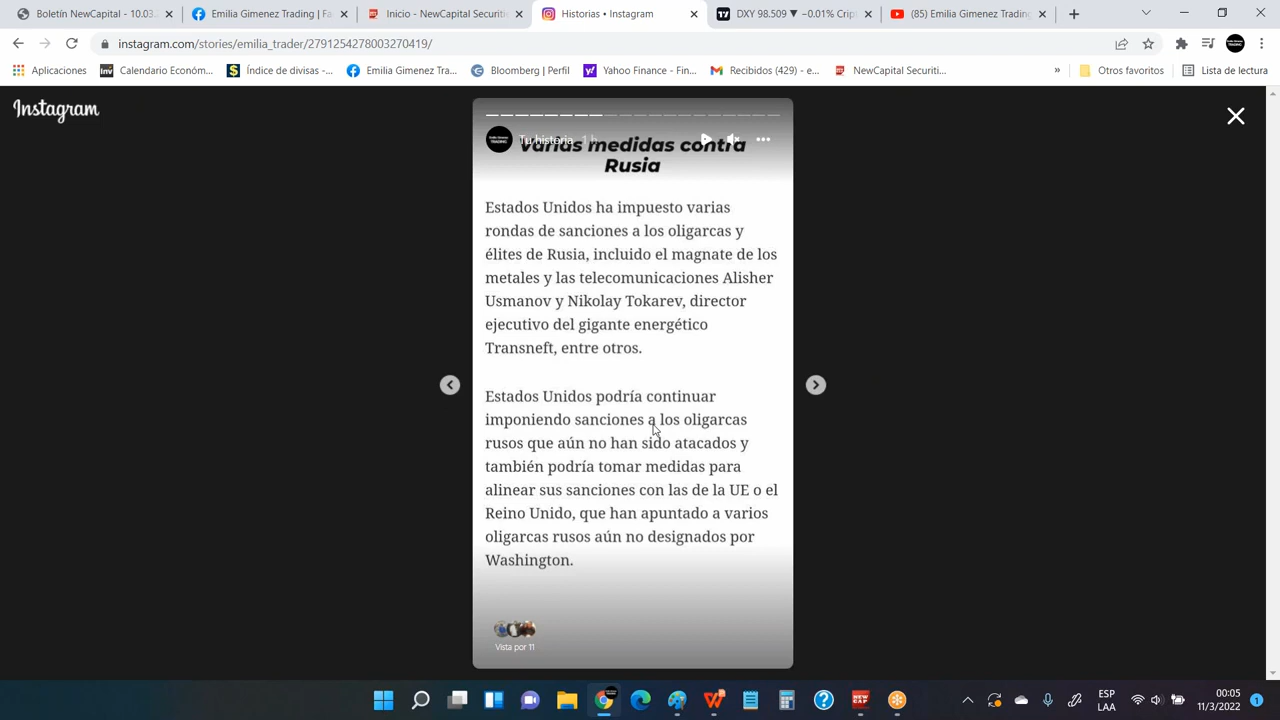 Boletín NewCapital - 10.03.
Emilia Gimenez Trading | Fa
Inicio - NewCapital Securiti
Historias • Instagram
DXY 98.509 ▼ −0.01% Crip
(85) Emilia Gimenez Trading
instagram.com/stories/emilia_trader/2791254278003270419/
Aplicaciones
Calendario Económ...
Índice de divisas -...
Emilia Gimenez Tra...
Bloomberg | Perfil
Yahoo Finance - Fin...
Recibidos (429) - e...
NewCapital Securiti...
»
Otros favoritos
Lista de lectura
Instagram
Tu historia 1 h
Varias medidas contra
Rusia
Estados Unidos ha impuesto varias
rondas de sanciones a los oligarcas y
élites de Rusia, incluido el magnate de los
metales y las telecomunicaciones Alisher
Usmanov y Nikolay Tokarev, director
ejecutivo del gigante energético
Transneft, entre otros.
Estados Unidos podría continuar
imponiendo sanciones a los oligarcas
rusos que aún no han sido atacados y
también podría tomar medidas para
alinear sus sanciones con las de la UE o el
Reino Unido, que han apuntado a varios
oligarcas rusos aún no designados por
Washington.
Vista por 11
ESP
LAA
00:05
11/3/2022